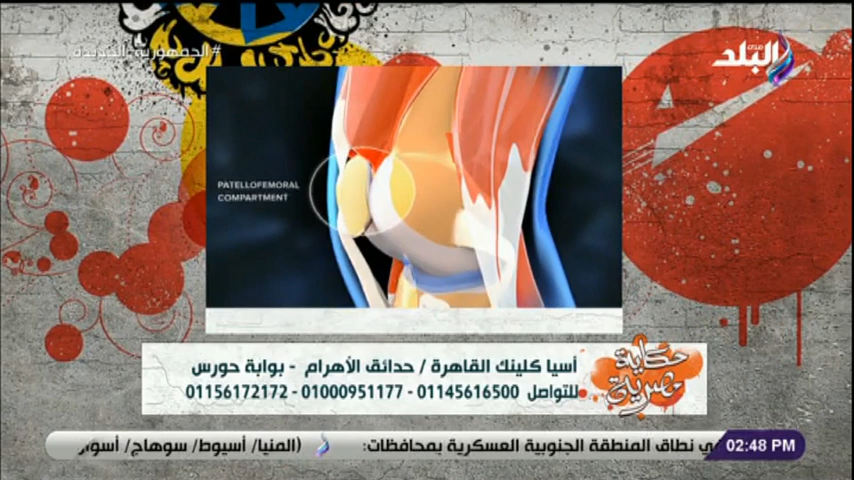 #الجمهورية_الجديدة
صدى
البلد
PATELLOFEMORAL
COMPARTMENT
حكاية
مصرية
أسيا كلينك القاهرة / حدائق الأهرام - بوابة حورس
للتواصل 01145616500 - 01000951177 - 01156172172
02:48 PM
ي نطاق المنطقة الجنوبية العسكرية بمحافظات: (المنيا/ أسيوط/ سوهاج/ أسوا